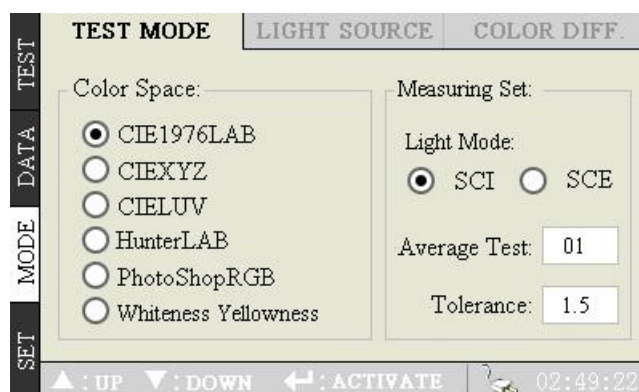 TEST MODE LIGHT SOURCE COLOR DIFF.
TEST
DATA
MODE
SET
Color Space:
CIE1976LAB
CIEXYZ
CIELUV
HunterLAB
PhotoShopRGB
Whiteness Yellowness
Measuring Set:
Light Mode:
SCI SCE
Average Test: 01
Tolerance: 1.5
:UP :DOWN :ACTIVATE 02:49:22